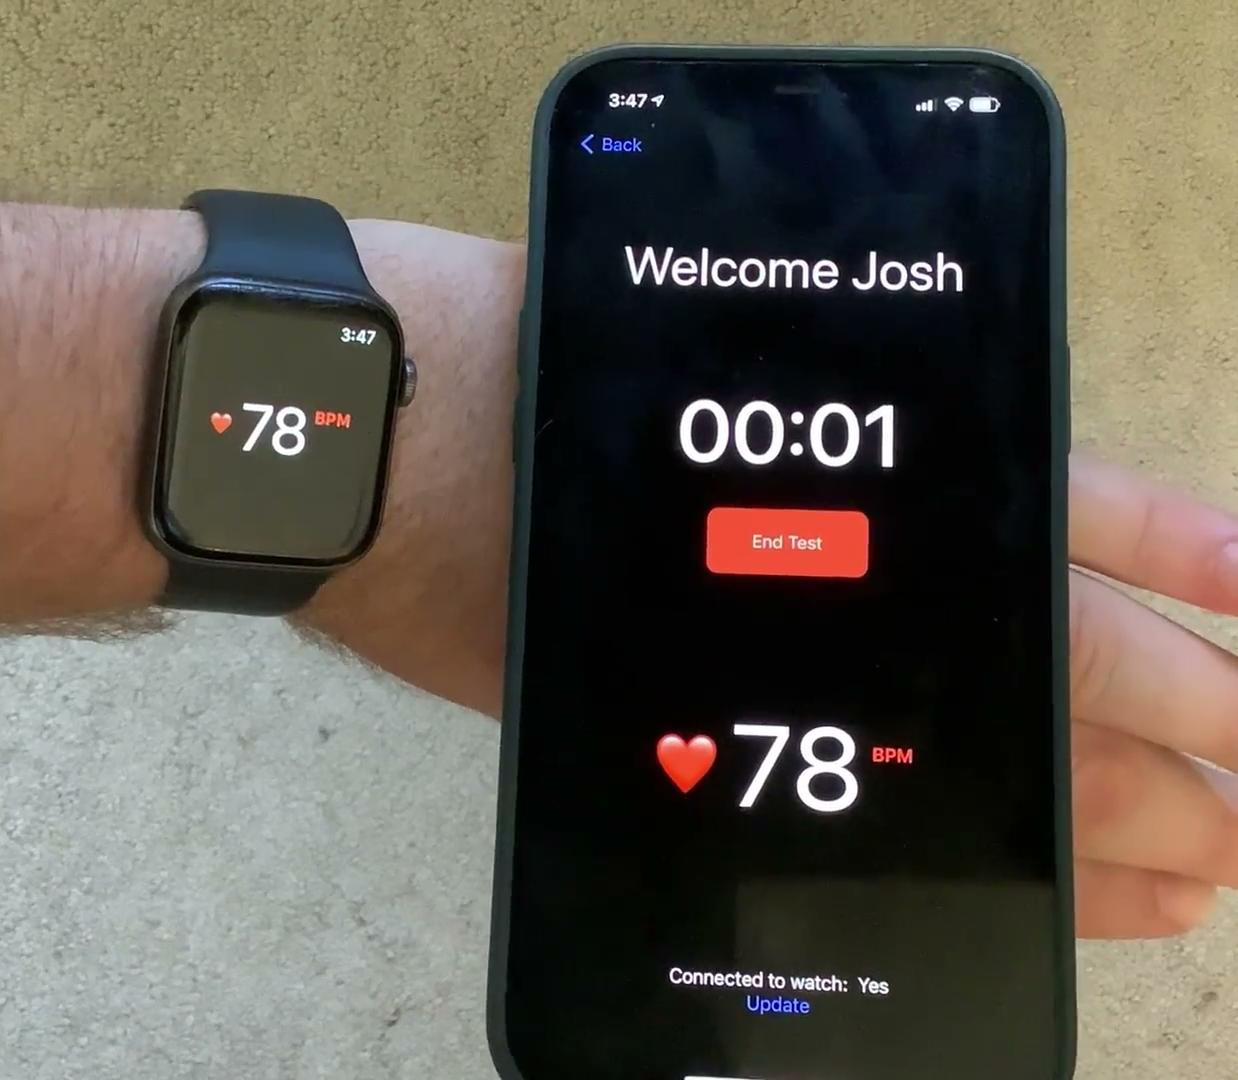 3:47
78 BPM
3:47
Back
Welcome Josh
00:01
End Test
78 BPM
Connected to watch: Yes
Update